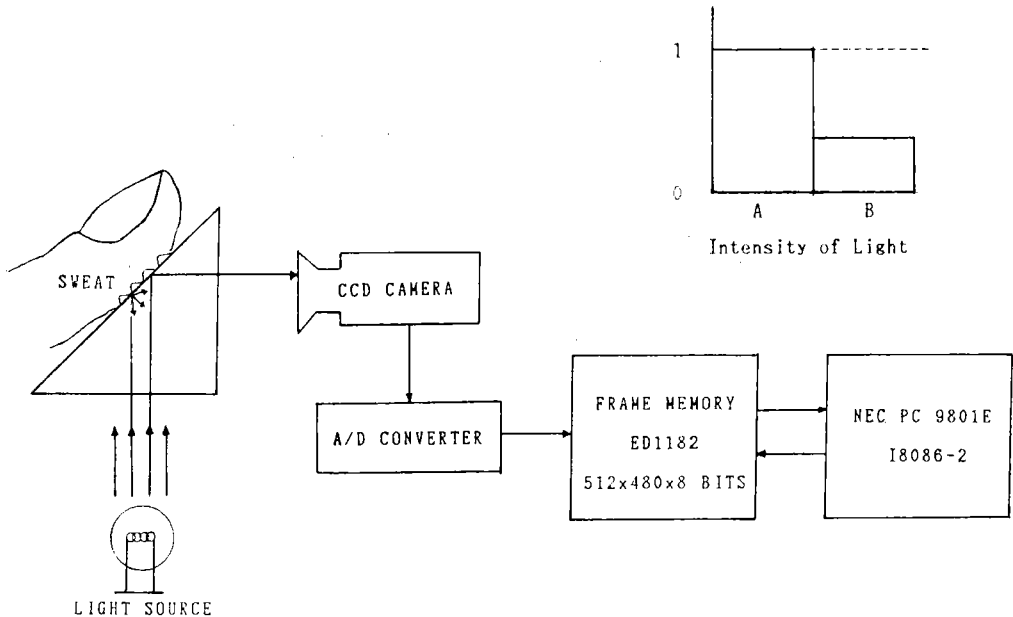 1
0
A B
Intensity of Light
SWEAT
CCD CAMERA
A/D CONVERTER
FRAME MEMORY
ED1182
512x480x8 BITS
NEC PC 9801E
I8086-2
LIGHT SOURCE